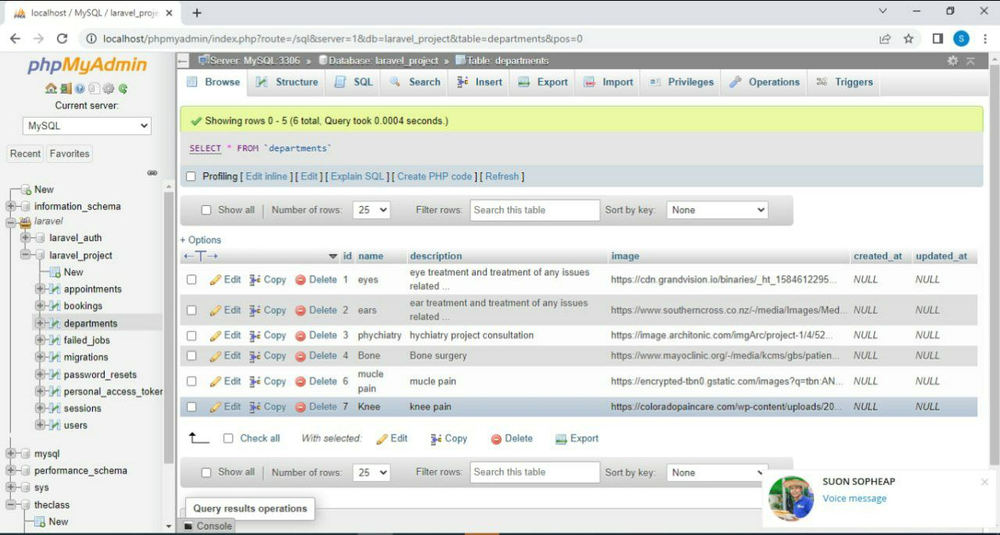 localhost / MySQL / laravel_proje
localhost/phpmyadmin/index.php?route=/sql&server=1&db=laravel_project&table=departments&pos=0
S
phpMyAdmin
Current server:
MySQL
Recent Favorites
New
information_schema
laravel
laravel_auth
laravel_project
New
appointments
bookings
departments
failed_jobs
migrations
password_resets
personal_access_toker
sessions
users
mysql
performance_schema
sys
theclass
New
Server: MySQL:3306 » Database: laravel_project » Table: departments
Browse Structure SQL Search Insert Export Import Privileges Operations Triggers
Showing rows 0 - 5 (6 total, Query took 0.0004 seconds.)
SELECT * FROM `departments`
Profiling [ Edit inline ] [ Edit ] [ Explain SQL ] [ Create PHP code ] [ Refresh ]
Show all | Number of rows: 25 Filter rows: Search this table Sort by key: None
+ Options
←T→ id name description image created_at updated_at
Edit Copy Delete 1 eyes eye treatment and treatment of any issues related ... https://cdn.grandvision.io/binaries/_ht_1584612295... NULL NULL
Edit Copy Delete 2 ears ear treatment and treatment of any issues related ... https://www.southerncross.co.nz/-/media/Images/Med... NULL NULL
Edit Copy Delete 3 phychiatry hychiatry project consultation https://image.architonic.com/imgArc/project-1/4/52... NULL NULL
Edit Copy Delete 4 Bone Bone surgery https://www.mayoclinic.org/-/media/kcms/gbs/patien... NULL NULL
Edit Copy Delete 6 mucle pain mucle pain https://encrypted-tbn0.gstatic.com/images?q=tbn:AN... NULL NULL
Edit Copy Delete 7 Knee knee pain https://coloradopaincare.com/wp-content/uploads/20... NULL NULL
Check all With selected: Edit Copy Delete Export
Show all | Number of rows: 25 Filter rows: Search this table Sort by key: None
Query results operations
Console
SUON SOPHEAP
Voice message